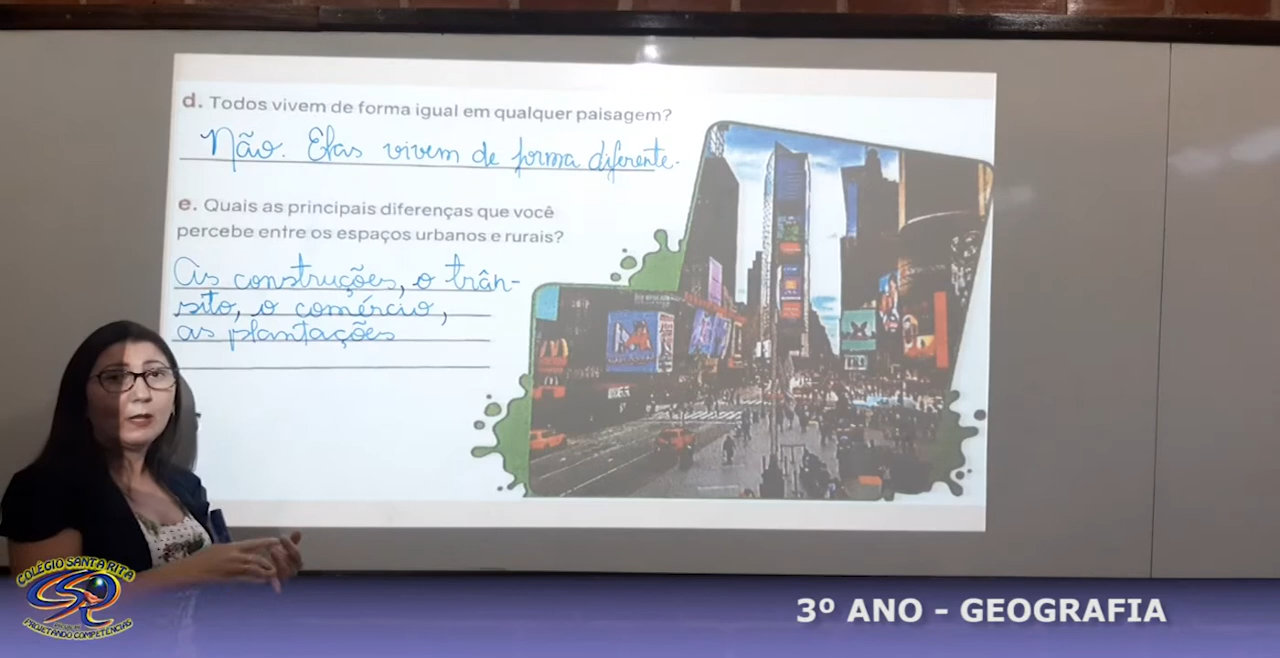 d. Todos vivem de forma igual em qualquer paisagem?
Não. Elas vivem de forma diferente.
e. Quais as principais diferenças que você
percebe entre os espaços urbanos e rurais?
As construções, o trân-
sito, o comércio,
as plantações
COLÉGIO SANTA RITA
PROJETANDO COMPETÊNCIAS
3º ANO - GEOGRAFIA